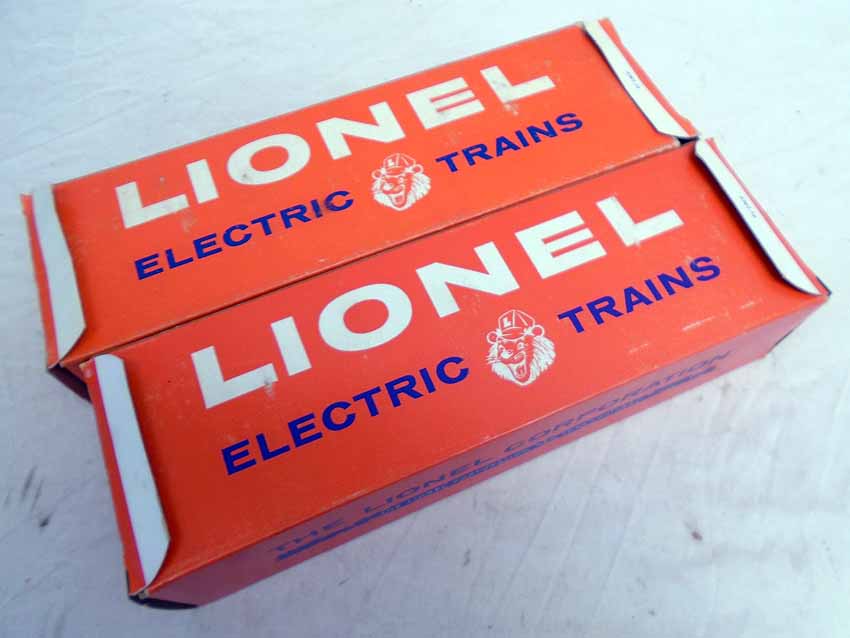 LIONEL
ELECTRIC TRAINS
L
LIONEL
ELECTRIC TRAINS
L
THE LIONEL CORPORATION